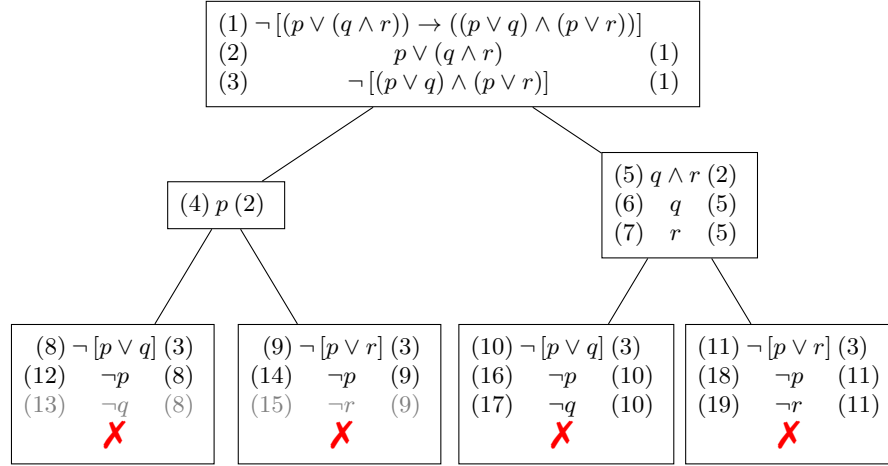 (1) ¬ [(p ∨ (q ∧ r)) → ((p ∨ q) ∧ (p ∨ r))]
(2) p ∨ (q ∧ r) (1)
(3) ¬ [(p ∨ q) ∧ (p ∨ r)] (1)
(4) p (2)
(5) q ∧ r (2)
(6) q (5)
(7) r (5)
(8) ¬ [p ∨ q] (3)
(12) ¬p (8)
(13) ¬q (8)
✗
(9) ¬ [p ∨ r] (3)
(14) ¬p (9)
(15) ¬r (9)
✗
(10) ¬ [p ∨ q] (3)
(16) ¬p (10)
(17) ¬q (10)
✗
(11) ¬ [p ∨ r] (3)
(18) ¬p (11)
(19) ¬r (11)
✗